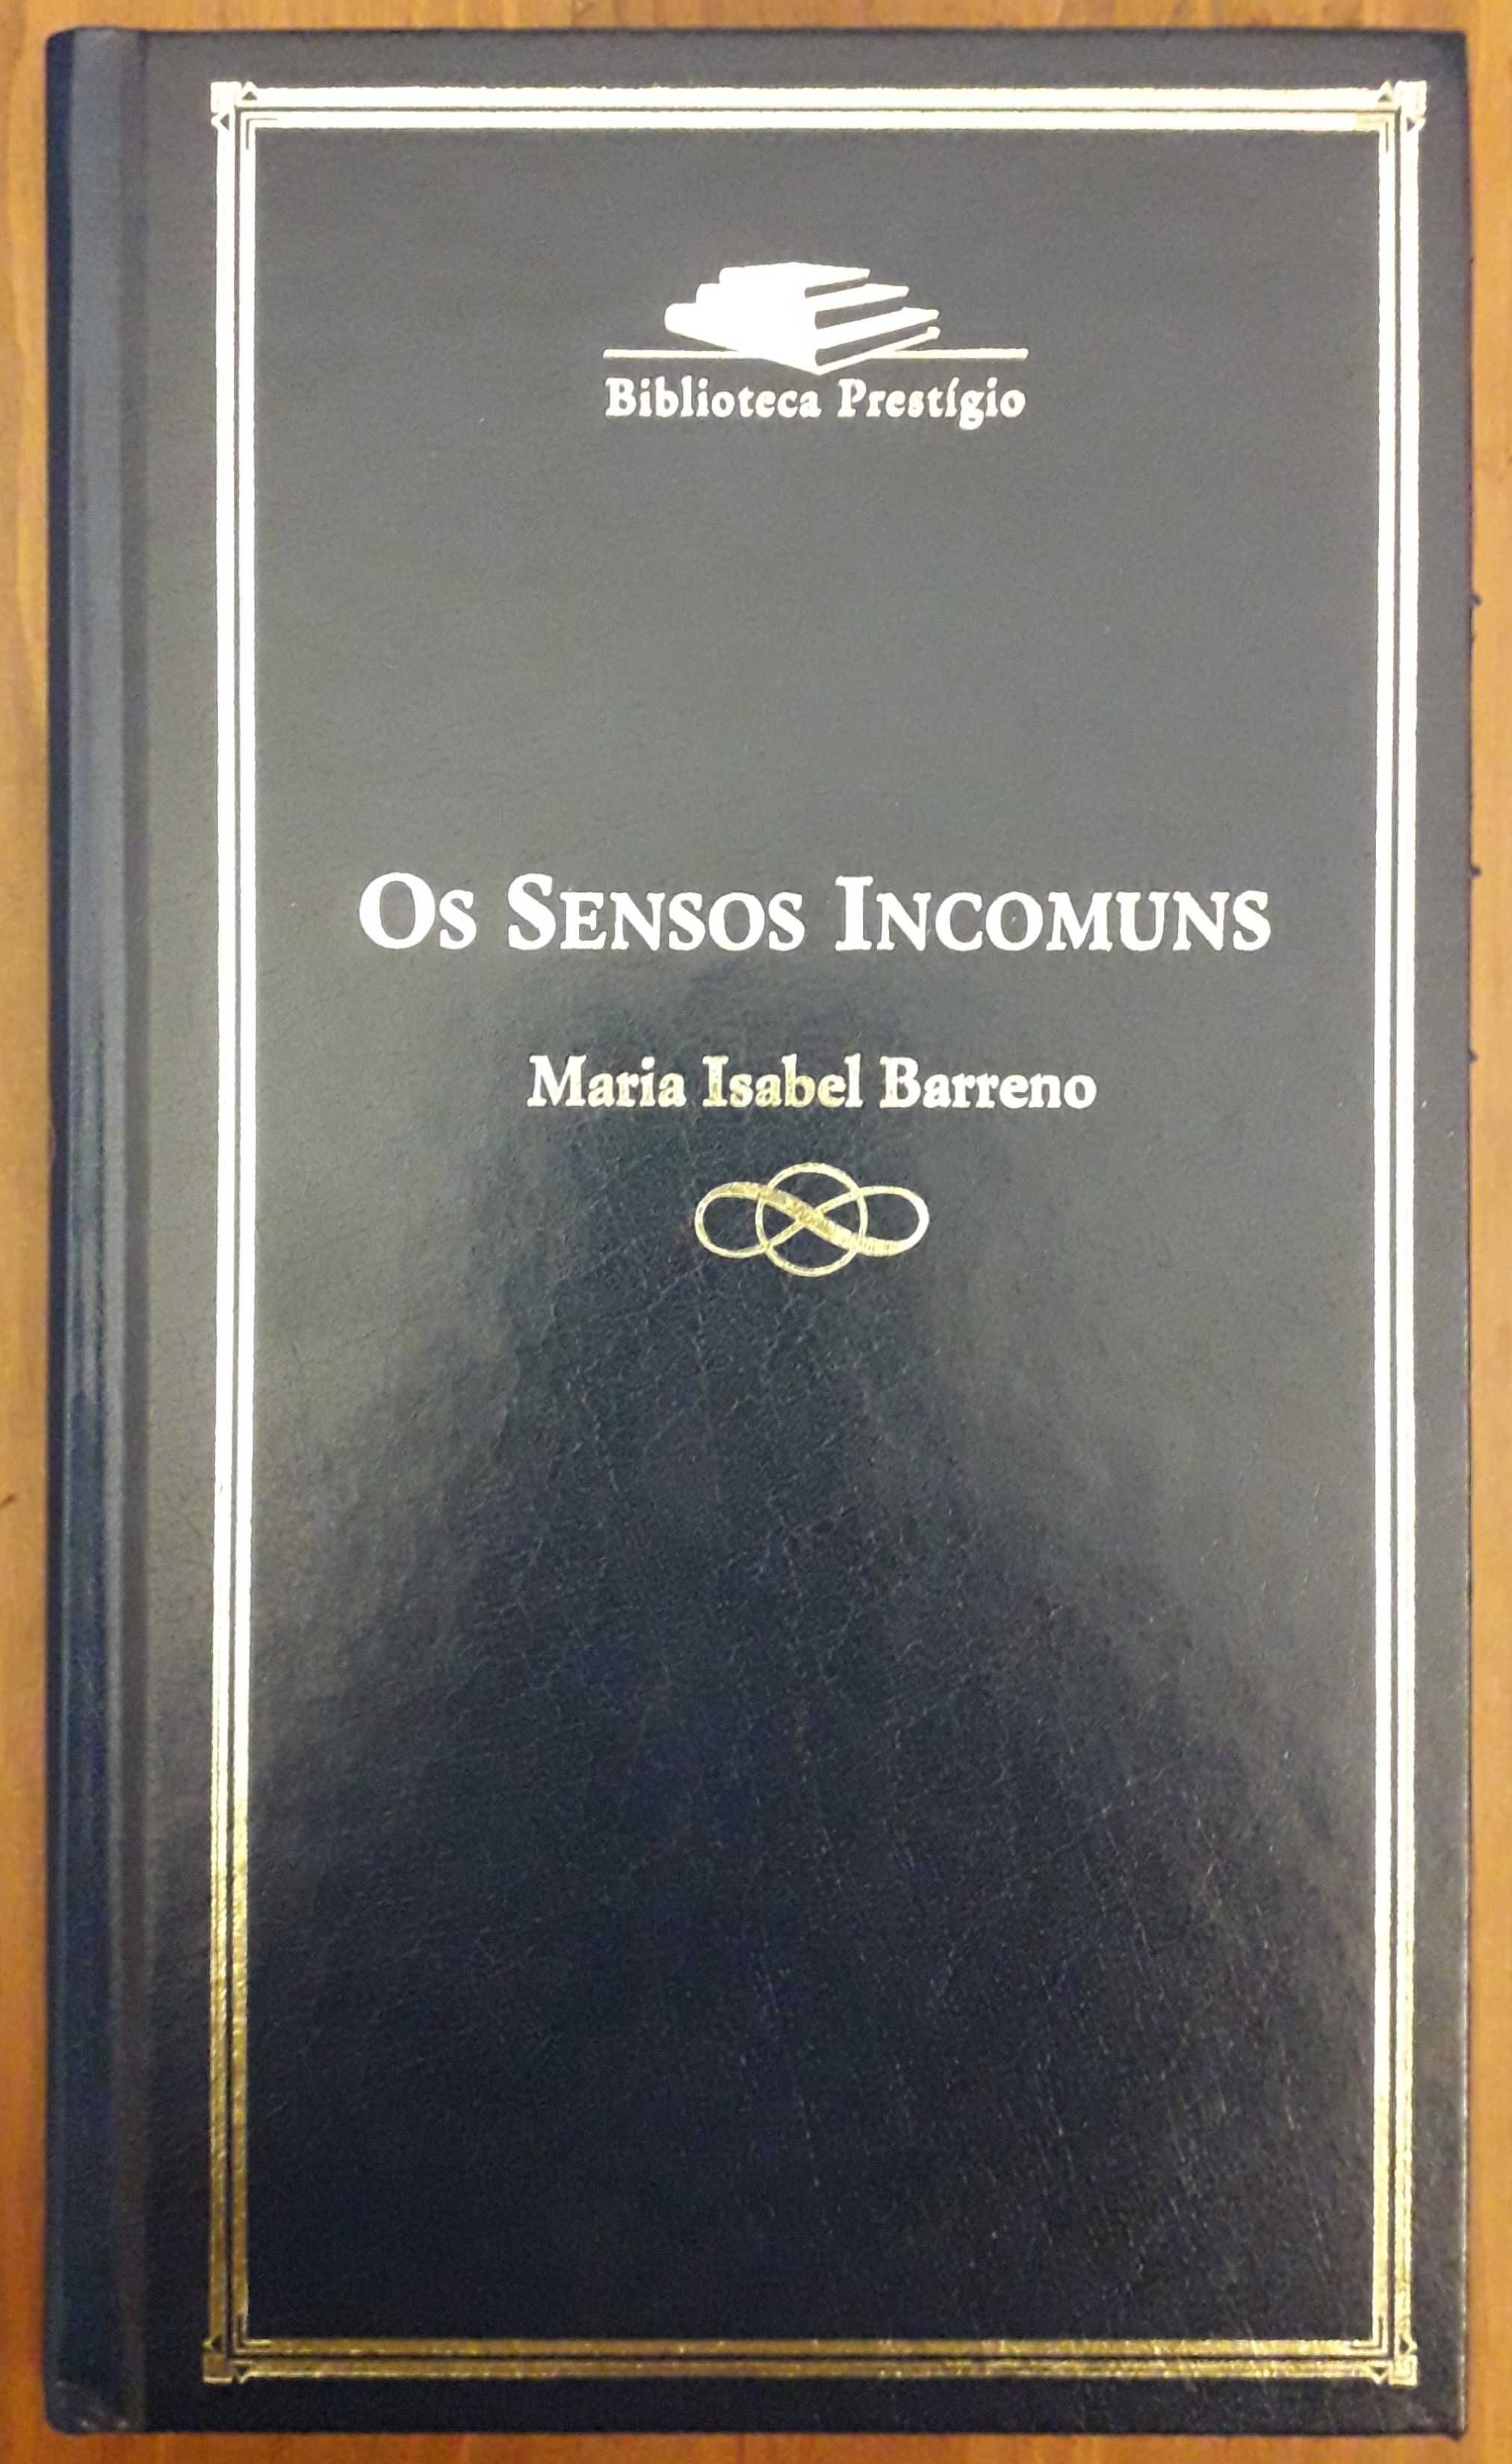 Biblioteca Prestígio
Os Sensos Incomuns
Maria Isabel Barreno